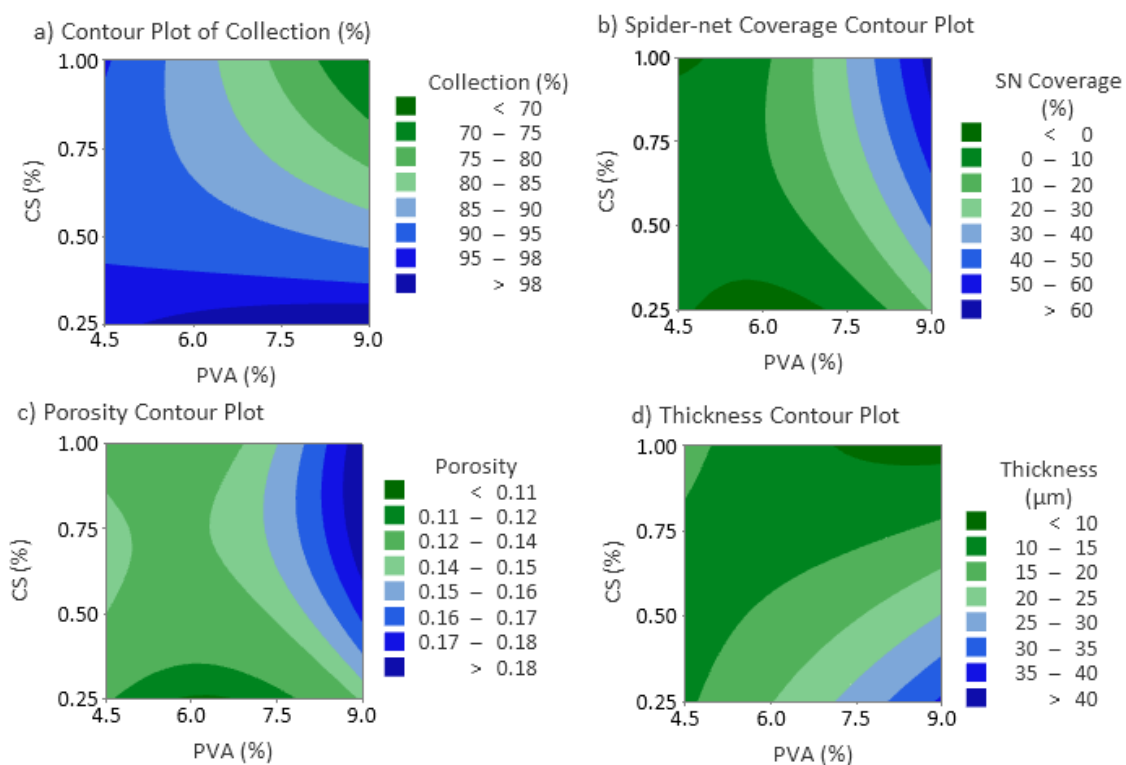 a) Contour Plot of Collection (%)
1.00
0.75
0.50
0.25
CS (%)
4.5 6.0 7.5 9.0
PVA (%)
Collection (%)
< 70
70 – 75
75 – 80
80 – 85
85 – 90
90 – 95
95 – 98
> 98
b) Spider-net Coverage Contour Plot
1.00
0.75
0.50
0.25
CS (%)
4.5 6.0 7.5 9.0
PVA (%)
SN Coverage
(%)
< 0
0 – 10
10 – 20
20 – 30
30 – 40
40 – 50
50 – 60
> 60
c) Porosity Contour Plot
1.00
0.75
0.50
0.25
CS (%)
4.5 6.0 7.5 9.0
PVA (%)
Porosity
< 0.11
0.11 – 0.12
0.12 – 0.14
0.14 – 0.15
0.15 – 0.16
0.16 – 0.17
0.17 – 0.18
> 0.18
d) Thickness Contour Plot
1.00
0.75
0.50
0.25
CS (%)
4.5 6.0 7.5 9.0
PVA (%)
Thickness
(µm)
< 10
10 – 15
15 – 20
20 – 25
25 – 30
30 – 35
35 – 40
> 40